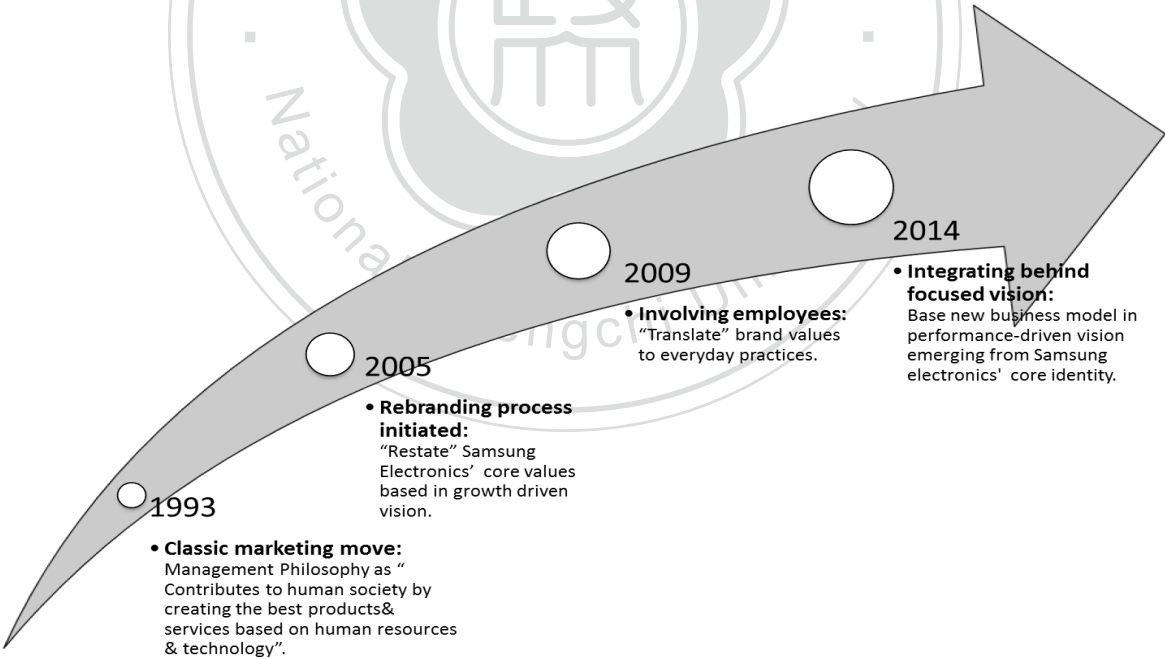 National
1993
• Classic marketing move:
Management Philosophy as “
Contributes to human society by
creating the best products&
services based on human resources
& technology”.
2005
• Rebranding process
initiated:
“Restate” Samsung
Electronics’ core values
based in growth driven
vision.
2009
• Involving employees:
“Translate” brand values
to everyday practices.
2014
• Integrating behind
focused vision:
Base new business model in
performance-driven vision
emerging from Samsung
electronics' core identity.